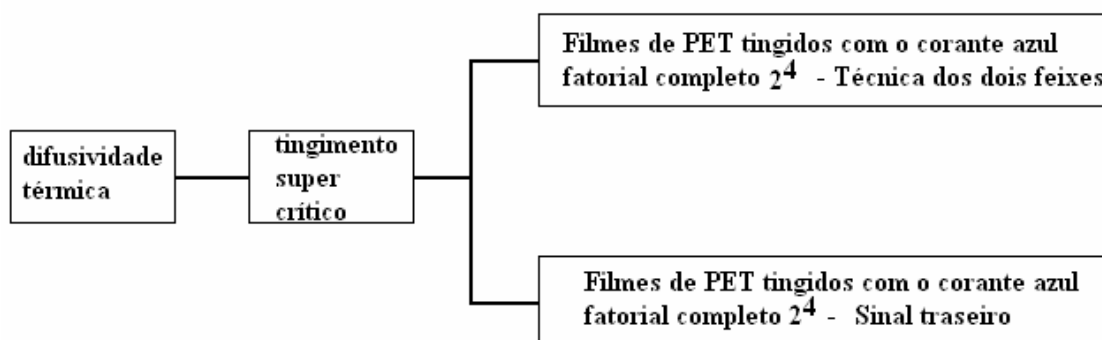 Filmes de PET tingidos com o corante azul
fatorial completo 2⁴ - Técnica dos dois feixes
difusividade
térmica
tingimento
super
crítico
Filmes de PET tingidos com o corante azul
fatorial completo 2⁴ - Sinal traseiro